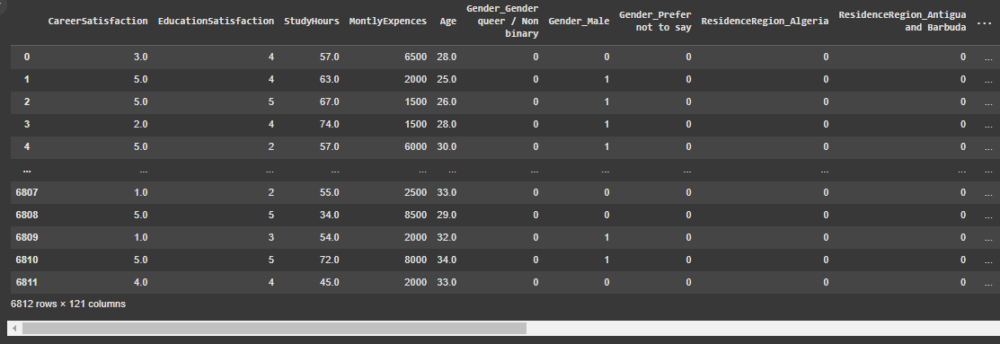 CareerSatisfaction EducationSatisfaction StudyHours MontlyExpences Age Gender_Gender queer / Non binary Gender_Male Gender_Prefer not to say ResidenceRegion_Algeria ResidenceRegion_Antigua and Barbuda ...
0 3.0 4 57.0 6500 28.0 0 0 0 0 0 ...
1 5.0 4 63.0 2000 25.0 0 1 0 0 0 ...
2 5.0 5 67.0 1500 26.0 0 1 0 0 0 ...
3 2.0 4 74.0 1500 28.0 0 1 0 0 0 ...
4 5.0 2 57.0 6000 30.0 0 1 0 0 0 ...
... ... ... ... ... ... ... ... ... ... ... ...
6807 1.0 2 55.0 2500 33.0 0 0 0 0 0 ...
6808 5.0 5 34.0 8500 29.0 0 0 0 0 0 ...
6809 1.0 3 54.0 2000 32.0 0 1 0 0 0 ...
6810 5.0 5 72.0 8000 34.0 0 1 0 0 0 ...
6811 4.0 4 45.0 2000 33.0 0 0 0 0 0 ...
6812 rows × 121 columns